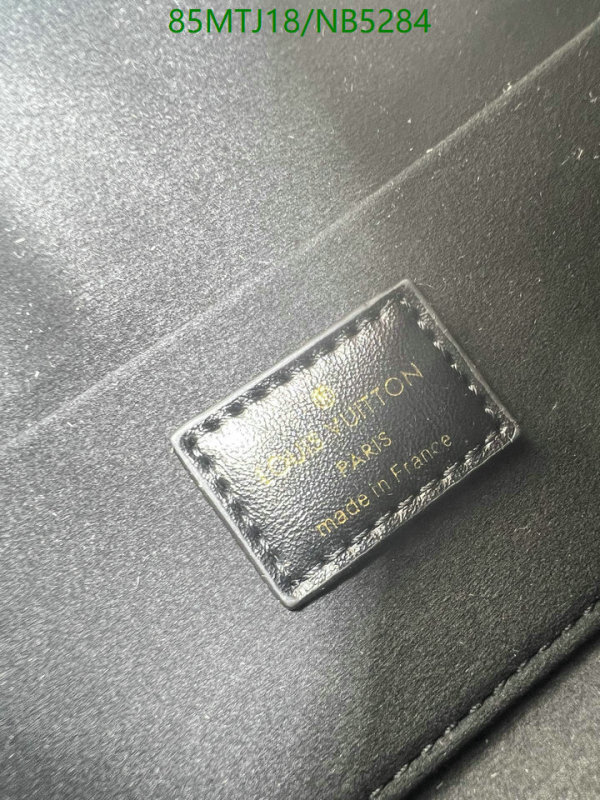 85MTJ18/NB5284
LOUIS VUITTON
PARIS
made in France